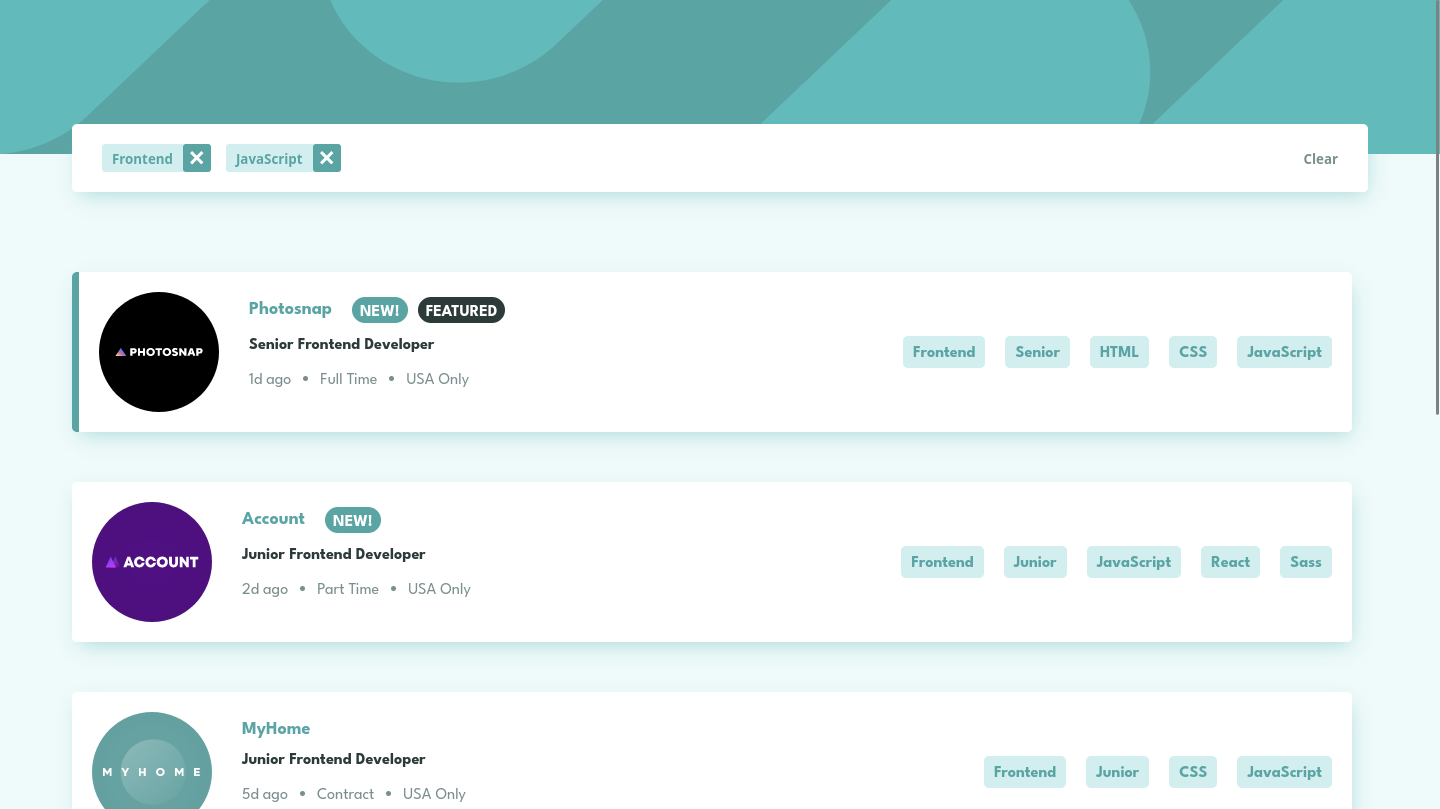 Frontend JavaScript Clear
Photosnap NEW! FEATURED
PHOTOSNAP
Senior Frontend Developer
1d ago • Full Time • USA Only
Frontend Senior HTML CSS JavaScript
Account NEW!
ACCOUNT
Junior Frontend Developer
2d ago • Part Time • USA Only
Frontend Junior JavaScript React Sass
MyHome
MYHOME
Junior Frontend Developer
5d ago • Contract • USA Only
Frontend Junior CSS JavaScript